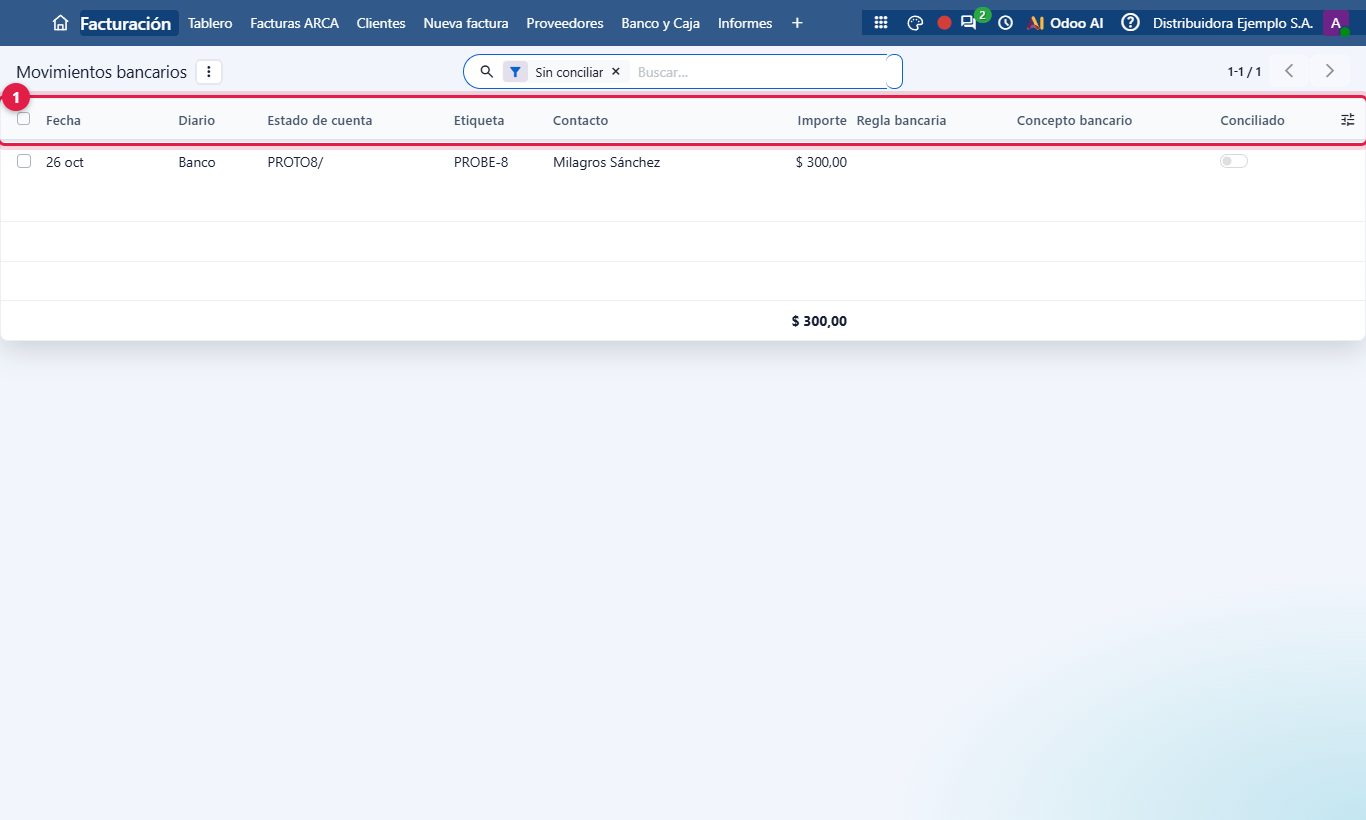 Facturación Tablero Facturas ARCA Clientes Nueva factura Proveedores Banco y Caja Informes + 2 Odoo AI Distribuidora Ejemplo S.A. A
Movimientos bancarios Sin conciliar × Buscar... 1-1 / 1
1
Fecha Diario Estado de cuenta Etiqueta Contacto Importe Regla bancaria Concepto bancario Conciliado
26 oct Banco PROTO8/ PROBE-8 Milagros Sánchez $ 300,00
$ 300,00